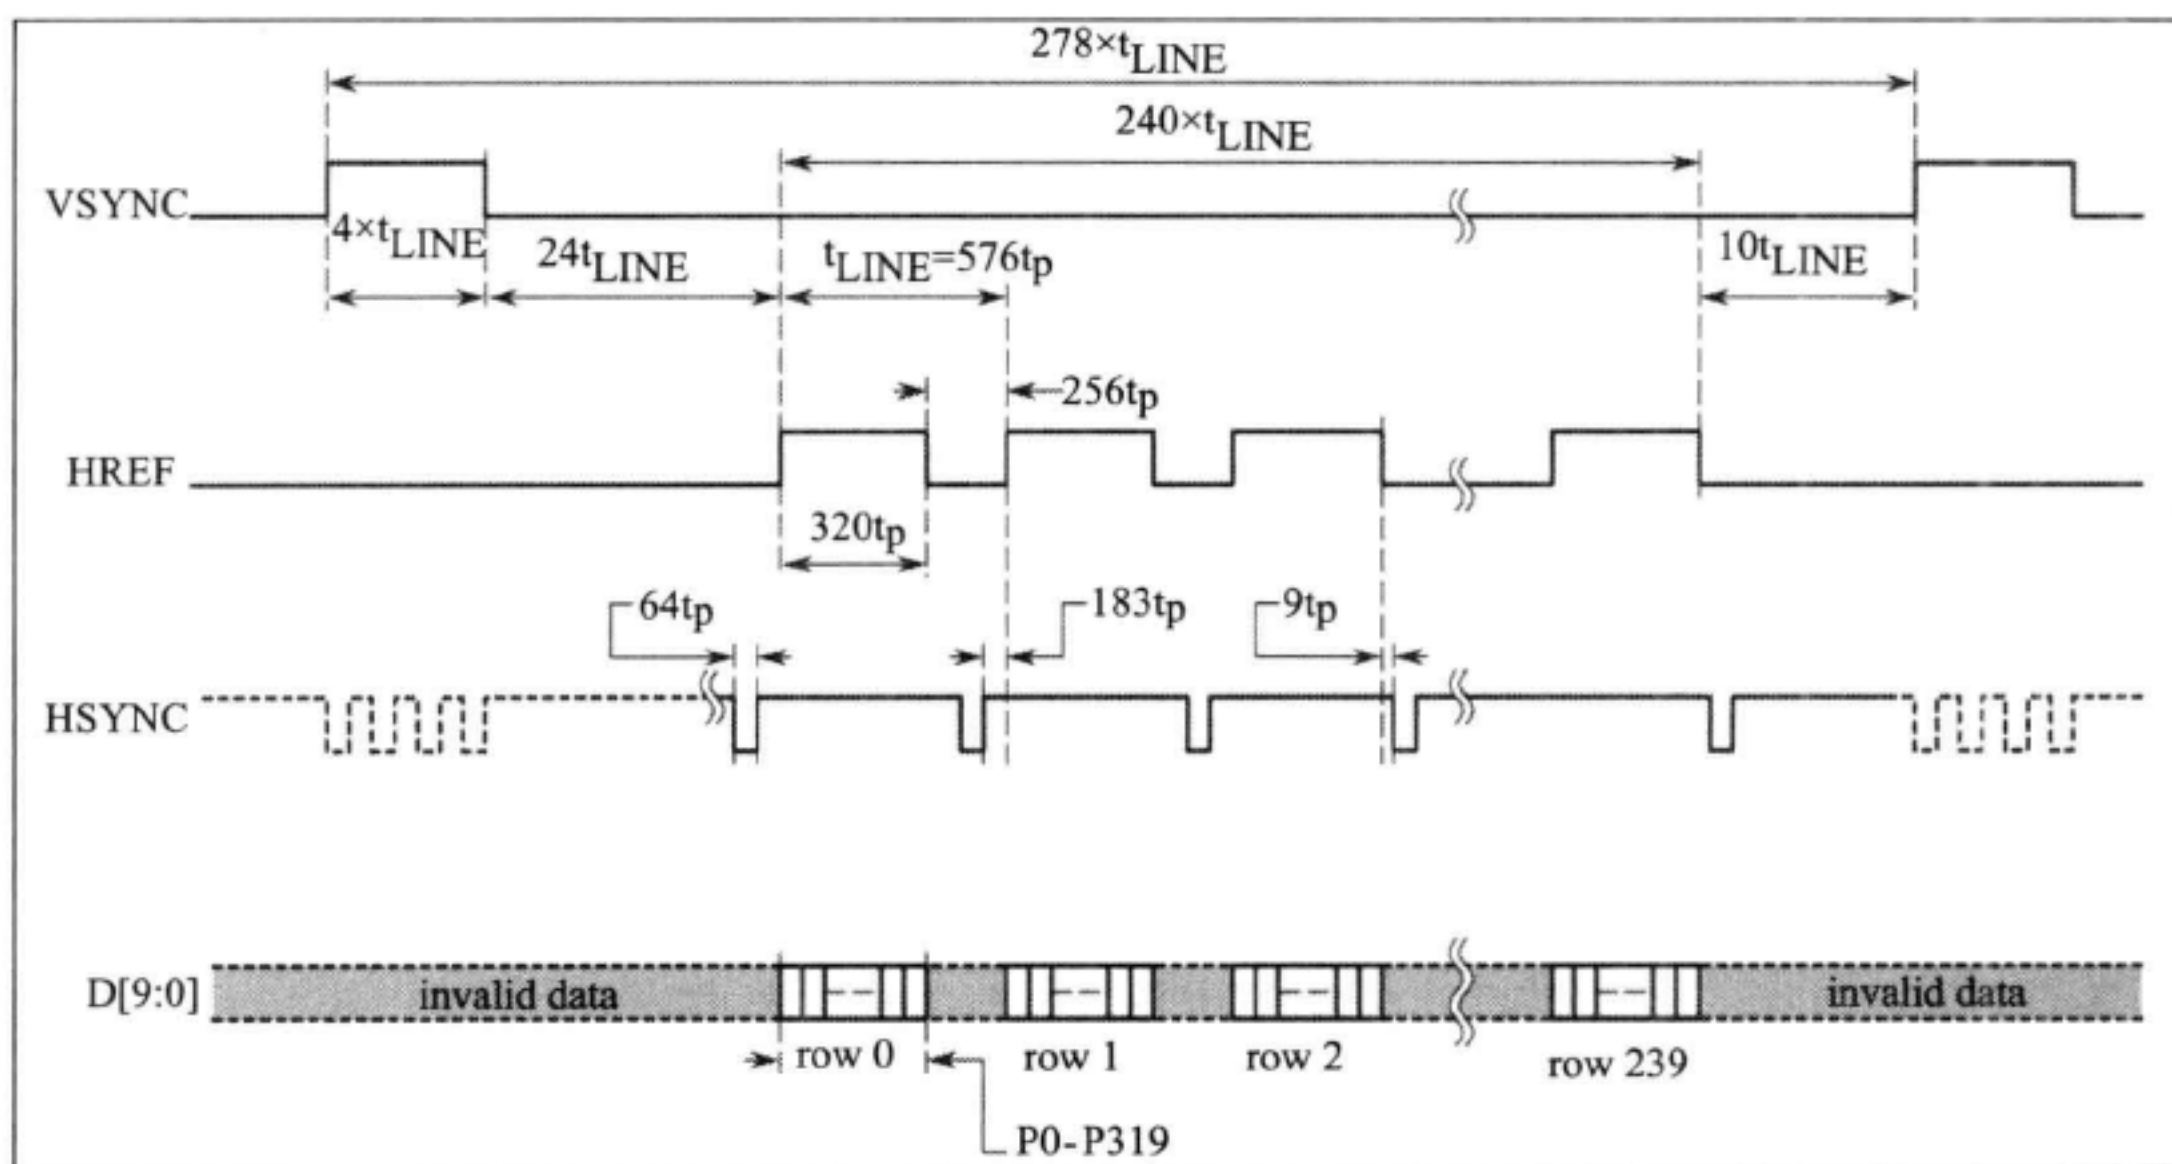 278×tLINE
240×tLINE
VSYNC
4×tLINE
24tLINE
tLINE=576tp
10tLINE
256tp
HREF
320tp
64tp
183tp
9tp
HSYNC
D[9:0]
invalid data
invalid data
row 0
row 1
row 2
row 239
P0-P319